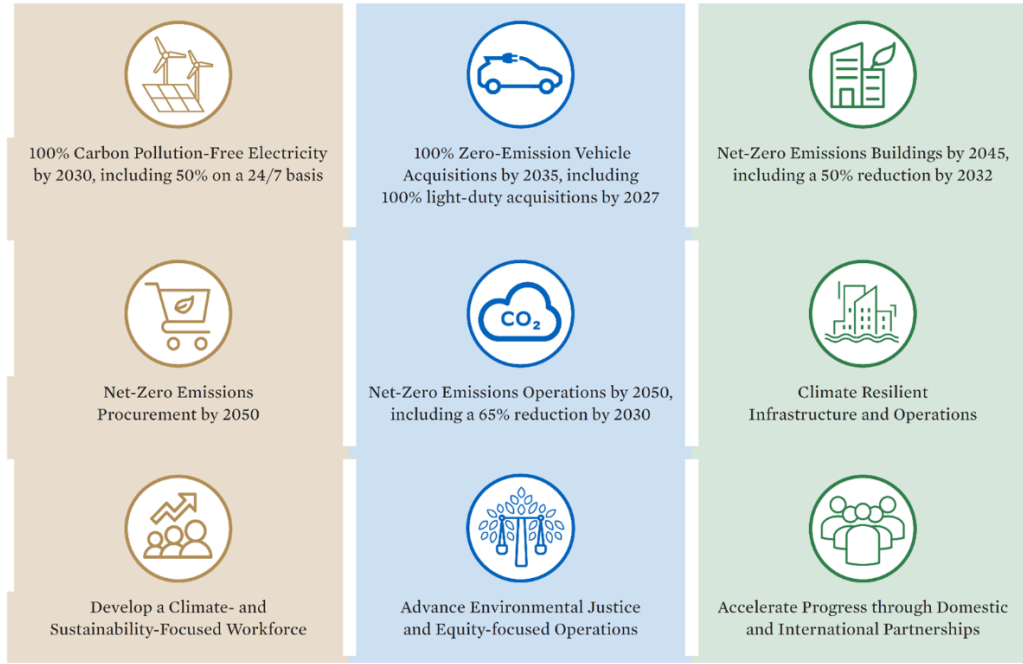 100% Carbon Pollution-Free Electricity
by 2030, including 50% on a 24/7 basis
100% Zero-Emission Vehicle
Acquisitions by 2035, including
100% light-duty acquisitions by 2027
Net-Zero Emissions Buildings by 2045,
including a 50% reduction by 2032
Net-Zero Emissions
Procurement by 2050
CO₂
Net-Zero Emissions Operations by 2050,
including a 65% reduction by 2030
Climate Resilient
Infrastructure and Operations
Develop a Climate- and
Sustainability-Focused Workforce
Advance Environmental Justice
and Equity-focused Operations
Accelerate Progress through Domestic
and International Partnerships